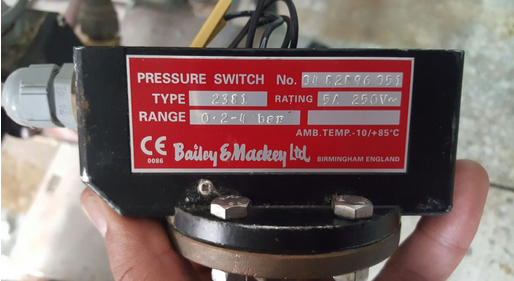 PRESSURE SWITCH No.
TYPE 2381 RATING 5A 250V~
RANGE 0·2-4 bar
AMB.TEMP.-10/+85°C
CE Bailey & Mackey Ltd.
0086 BIRMINGHAM ENGLAND